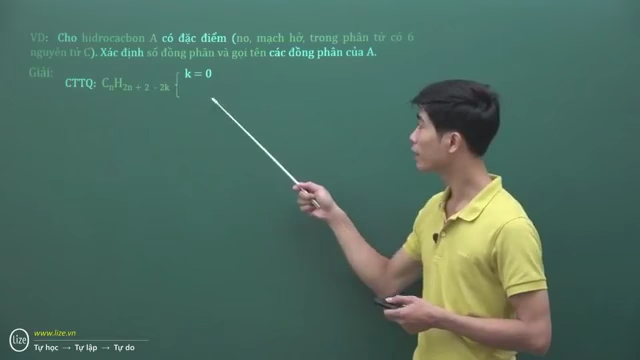 VD: Cho hidrocacbon A có đặc điểm (no, mạch hở, trong phân tử có 6
nguyên tử C). Xác định số đồng phân và gọi tên các đồng phân của A.
Giải:
CTTQ: CnH2n + 2 - 2k { k = 0
lize
www.lize.vn
Tự học → Tự lập → Tự do